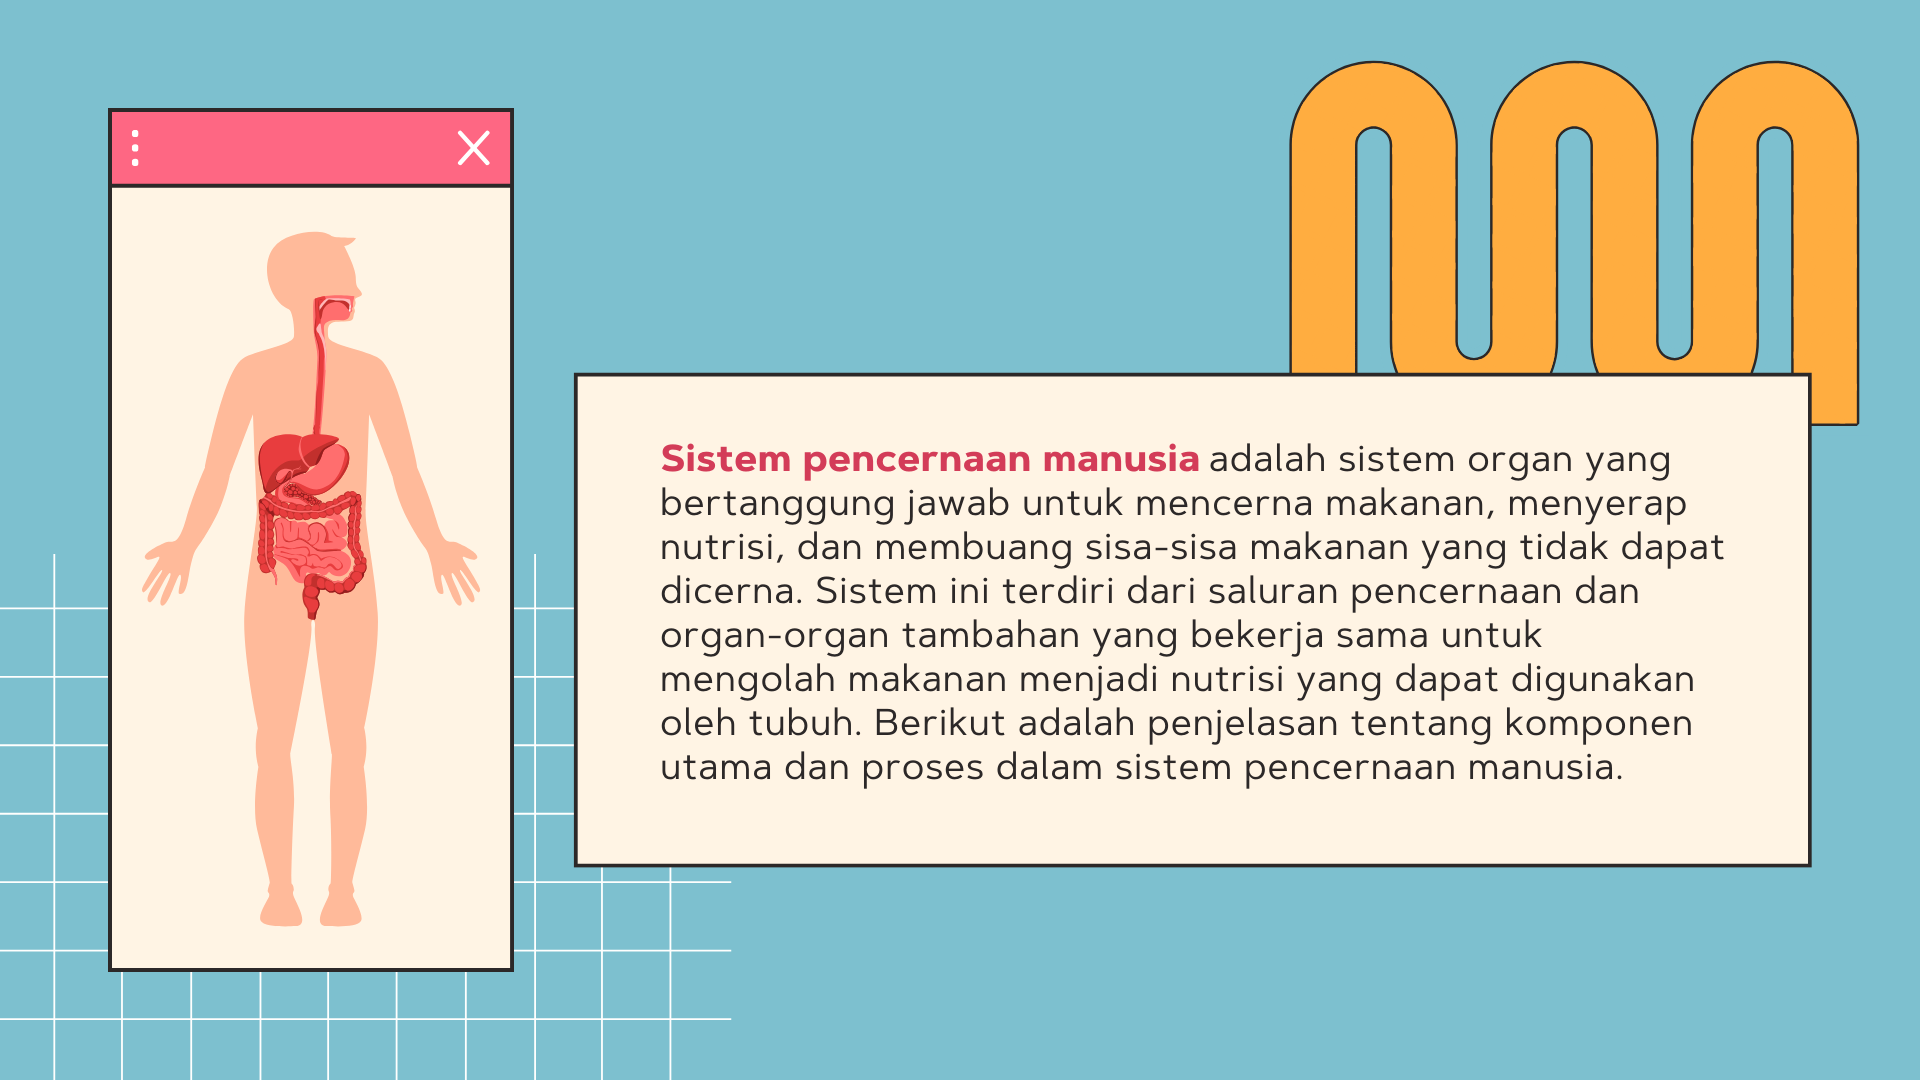 Sistem pencernaan manusia adalah sistem organ yang
bertanggung jawab untuk mencerna makanan, menyerap
nutrisi, dan membuang sisa-sisa makanan yang tidak dapat
dicerna. Sistem ini terdiri dari saluran pencernaan dan
organ-organ tambahan yang bekerja sama untuk
mengolah makanan menjadi nutrisi yang dapat digunakan
oleh tubuh. Berikut adalah penjelasan tentang komponen
utama dan proses dalam sistem pencernaan manusia.